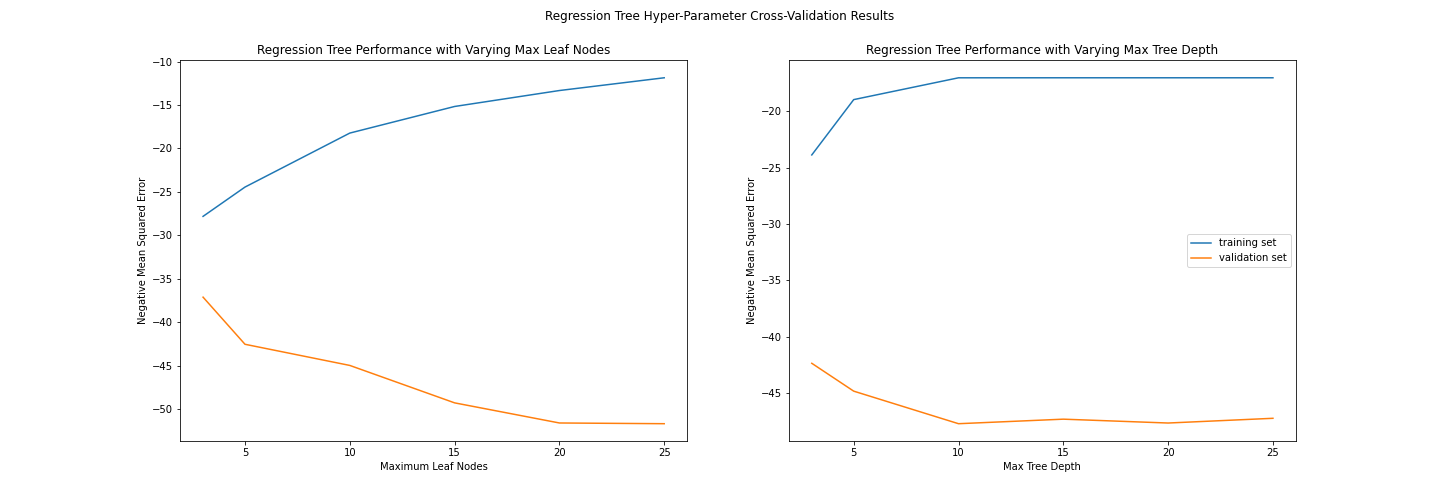 Regression Tree Hyper-Parameter Cross-Validation Results
Regression Tree Performance with Varying Max Leaf Nodes
Negative Mean Squared Error
−10
−15
−20
−25
−30
−35
−40
−45
−50
5 10 15 20 25
Maximum Leaf Nodes
Regression Tree Performance with Varying Max Tree Depth
Negative Mean Squared Error
−20
−25
−30
−35
−40
−45
training set
validation set
5 10 15 20 25
Max Tree Depth